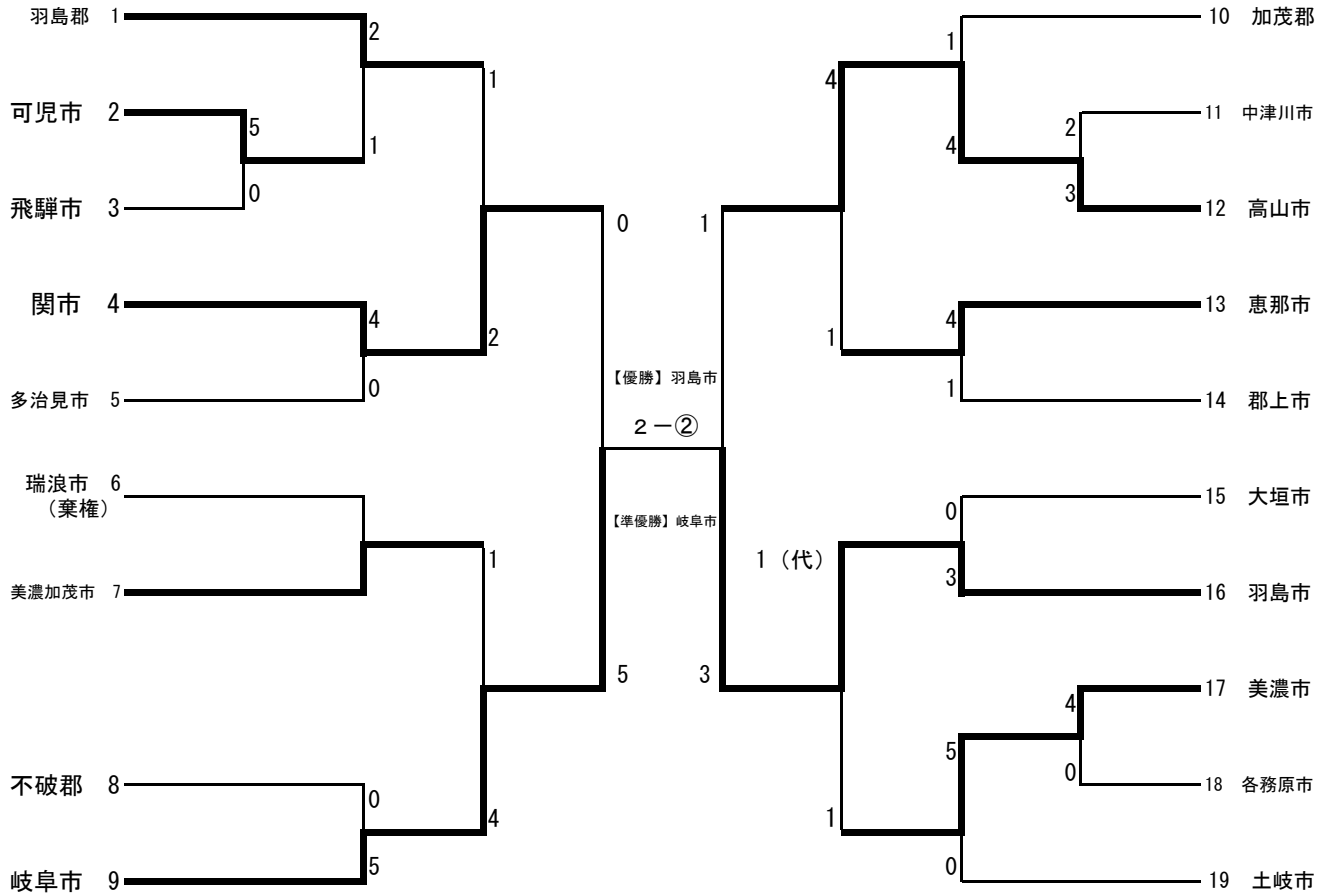 羽島郡 1
2
1
可児市 2
5
1
飛騨市 3
0
0
関市 4
4
2
多治見市 5
0
瑞浪市 6
（棄権）
1
美濃加茂市 7
5
不破郡 8
0
4
岐阜市 9
5
【優勝】羽島市
２－②
【準優勝】岐阜市
10 加茂郡
1
4
11 中津川市
2
4
12 高山市
3
1
13 恵那市
4
1
14 郡上市
1
15 大垣市
0
1（代）
16 羽島市
3
3
17 美濃市
4
5
18 各務原市
0
1
19 土岐市
0